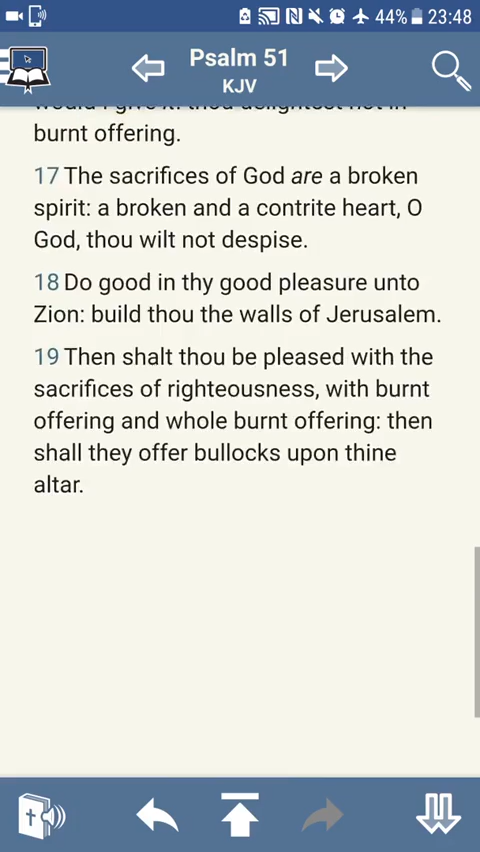 44% 23:48
Psalm 51
KJV
burnt offering.
17 The sacrifices of God are a broken
spirit: a broken and a contrite heart, O
God, thou wilt not despise.
18 Do good in thy good pleasure unto
Zion: build thou the walls of Jerusalem.
19 Then shalt thou be pleased with the
sacrifices of righteousness, with burnt
offering and whole burnt offering: then
shall they offer bullocks upon thine
altar.